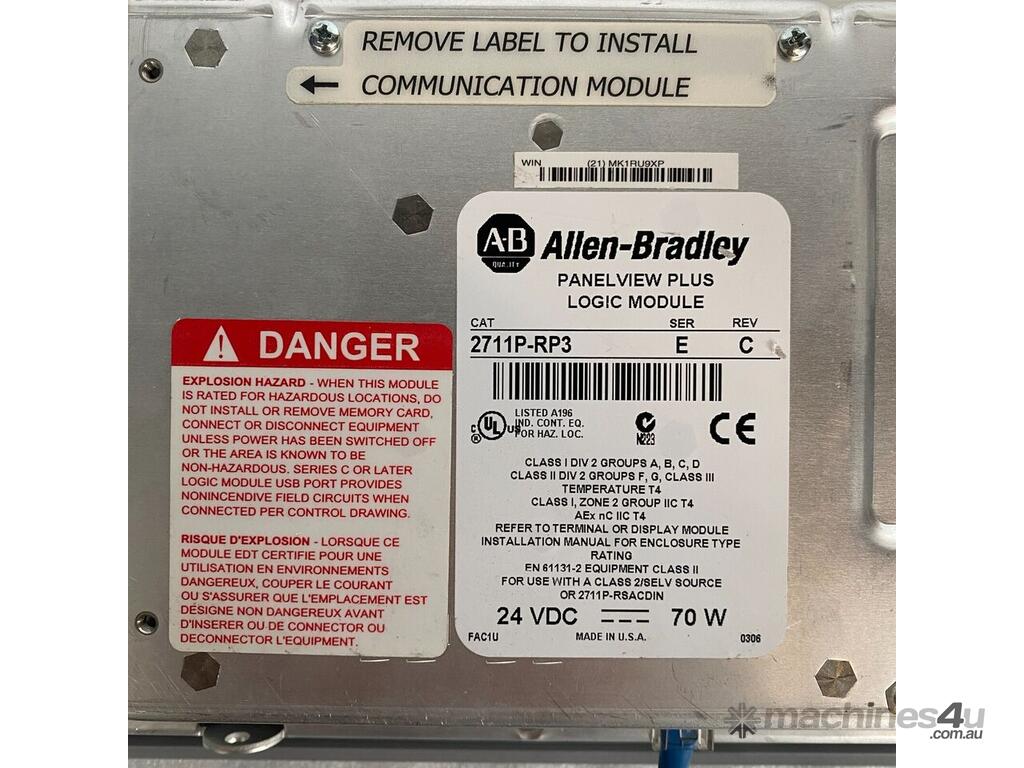 REMOVE LABEL TO INSTALL
← COMMUNICATION MODULE
WIN (21) MK1RU9XP
A·B
QUALITY
Allen-Bradley
PANELVIEW PLUS
LOGIC MODULE
CAT SER REV
2711P-RP3 E C
LISTED A196
IND. CONT. EQ.
FOR HAZ. LOC.
C UL US
®
N223
CE
CLASS I DIV 2 GROUPS A, B, C, D
CLASS II DIV 2 GROUPS F, G, CLASS III
TEMPERATURE T4
CLASS I, ZONE 2 GROUP IIC T4
AEx nC IIC T4
REFER TO TERMINAL OR DISPLAY MODULE
INSTALLATION MANUAL FOR ENCLOSURE TYPE
RATING
EN 61131-2 EQUIPMENT CLASS II
FOR USE WITH A CLASS 2/SELV SOURCE
OR 2711P-RSACDIN
24 VDC 70 W
FAC1U MADE IN U.S.A. 0306
DANGER
EXPLOSION HAZARD - WHEN THIS MODULE
IS RATED FOR HAZARDOUS LOCATIONS, DO
NOT INSTALL OR REMOVE MEMORY CARD,
CONNECT OR DISCONNECT EQUIPMENT
UNLESS POWER HAS BEEN SWITCHED OFF
OR THE AREA IS KNOWN TO BE
NON-HAZARDOUS. SERIES C OR LATER
LOGIC MODULE USB PORT PROVIDES
NONINCENDIVE FIELD CIRCUITS WHEN
CONNECTED PER CONTROL DRAWING.
RISQUE D'EXPLOSION - LORSQUE CE
MODULE EDT CERTIFIE POUR UNE
UTILISATION EN ENVIRONNEMENTS
DANGEREUX, COUPER LE COURANT
OU S'ASSURER QUE L'EMPLACEMENT EST
DÉSIGNE NON DANGEREUX AVANT
D'INSERER OU DE CONNECTOR OU
DECONNECTOR L'EQUIPMENT.
machines4u
.com.au